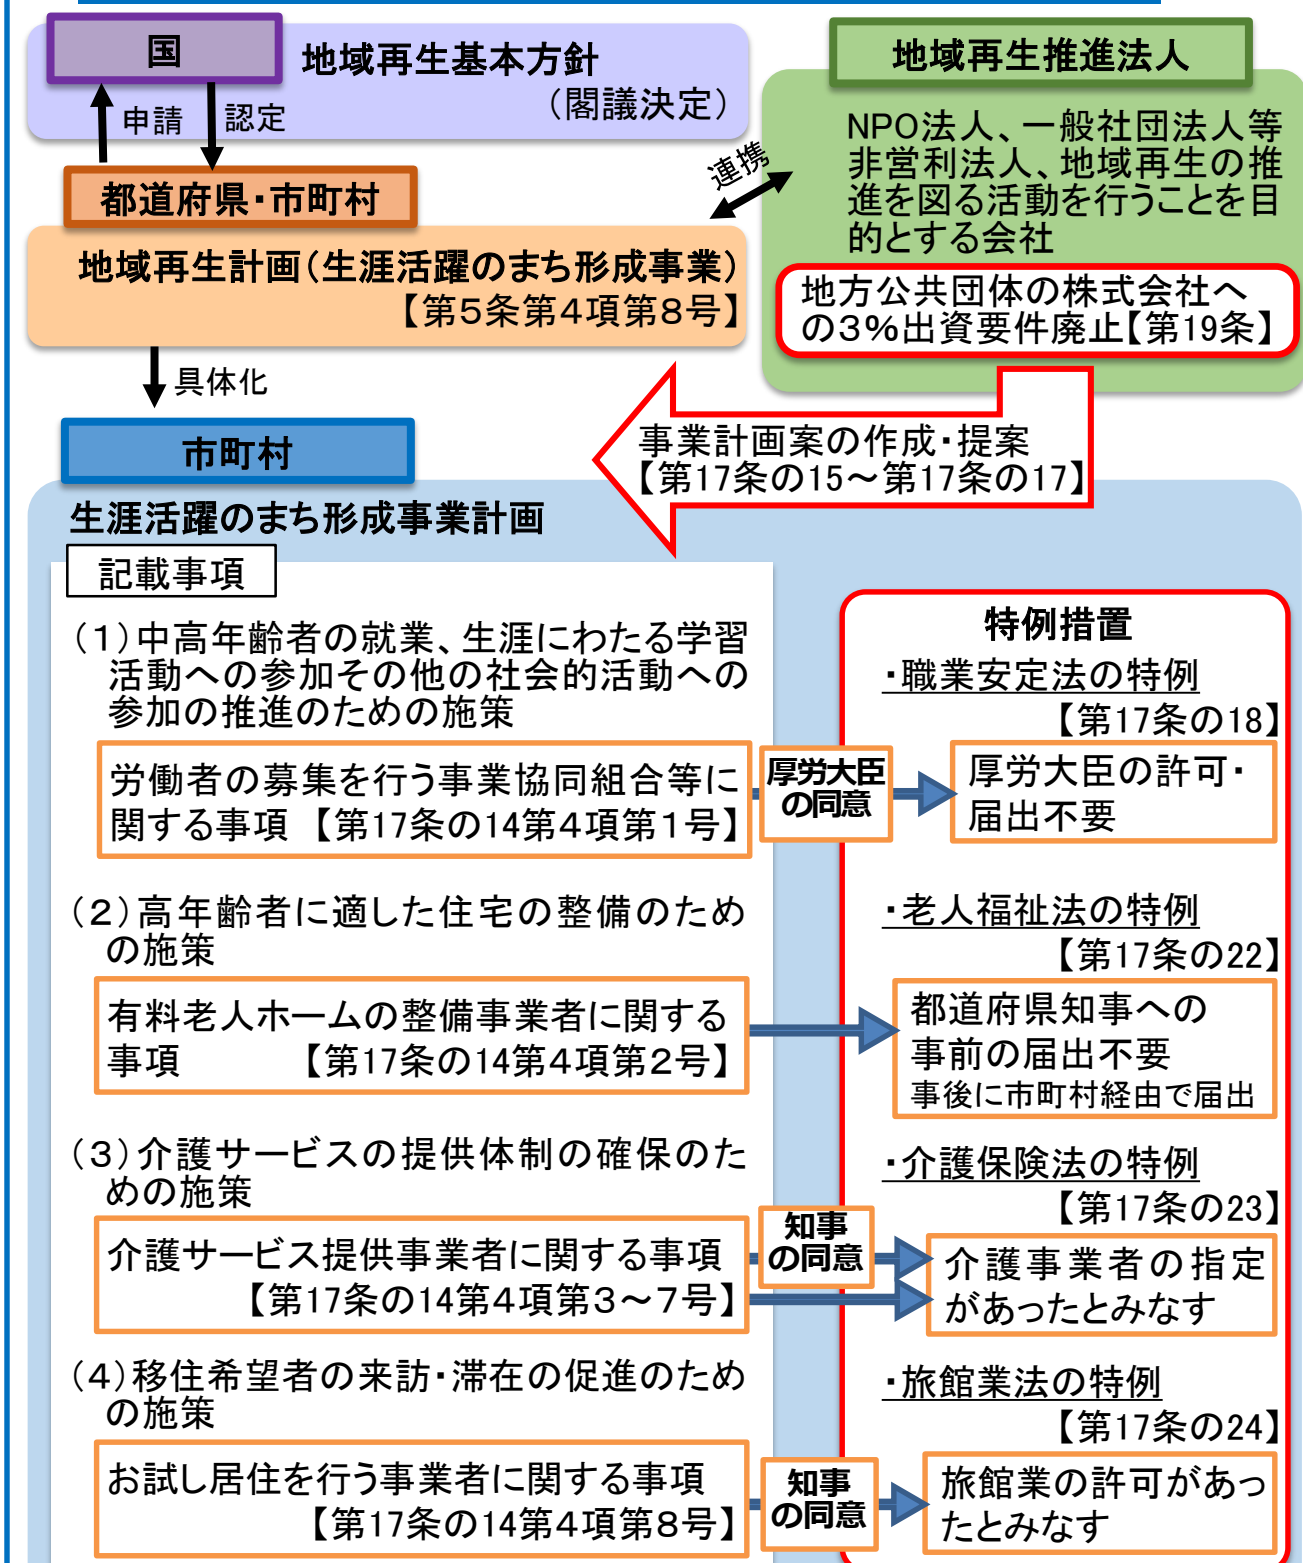 国
地域再生基本方針
（閣議決定）
申請
認定
都道府県・市町村
地域再生計画（生涯活躍のまち形成事業）
【第５条第４項第８号】
連携
地域再生推進法人
NPO法人、一般社団法人等
非営利法人、地域再生の推
進を図る活動を行うことを目
的とする会社
地方公共団体の株式会社へ
の３％出資要件廃止【第19条】
具体化
市町村
事業計画案の作成・提案
【第17条の15～第17条の17】
生涯活躍のまち形成事業計画
記載事項
（１）中高年齢者の就業、生涯にわたる学習
活動への参加その他の社会的活動への
参加の推進のための施策
労働者の募集を行う事業協同組合等に
関する事項 【第17条の14第４項第１号】
厚労大臣
の同意
特例措置
・職業安定法の特例
【第17条の18】
厚労大臣の許可・
届出不要
（２）高年齢者に適した住宅の整備のため
の施策
有料老人ホームの整備事業者に関する
事項 【第17条の14第４項第２号】
・老人福祉法の特例
【第17条の22】
都道府県知事への
事前の届出不要
事後に市町村経由で届出
（３）介護サービスの提供体制の確保のた
めの施策
介護サービス提供事業者に関する事項
【第17条の14第４項第３～７号】
知事
の同意
・介護保険法の特例
【第17条の23】
介護事業者の指定
があったとみなす
（４）移住希望者の来訪・滞在の促進のため
の施策
お試し居住を行う事業者に関する事項
【第17条の14第４項第８号】
知事
の同意
・旅館業法の特例
【第17条の24】
旅館業の許可があっ
たとみなす